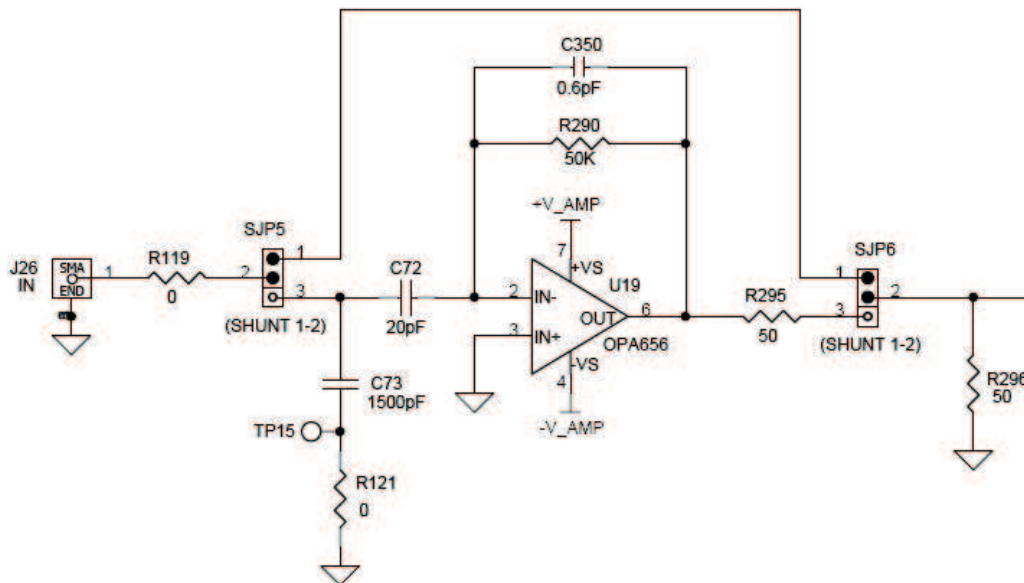 C350
0.6pF
R290
50K
+V_AMP
SJP5
7
+VS
U19
J26
IN
SMA
END
1
R119
0
2
1
3
(SHUNT 1-2)
C72
20pF
2
IN-
3
IN+
OUT
6
OPA656
-VS
4
-V_AMP
R295
50
SJP6
1
2
3
(SHUNT 1-2)
C73
1500pF
TP15
R121
0
R296
50